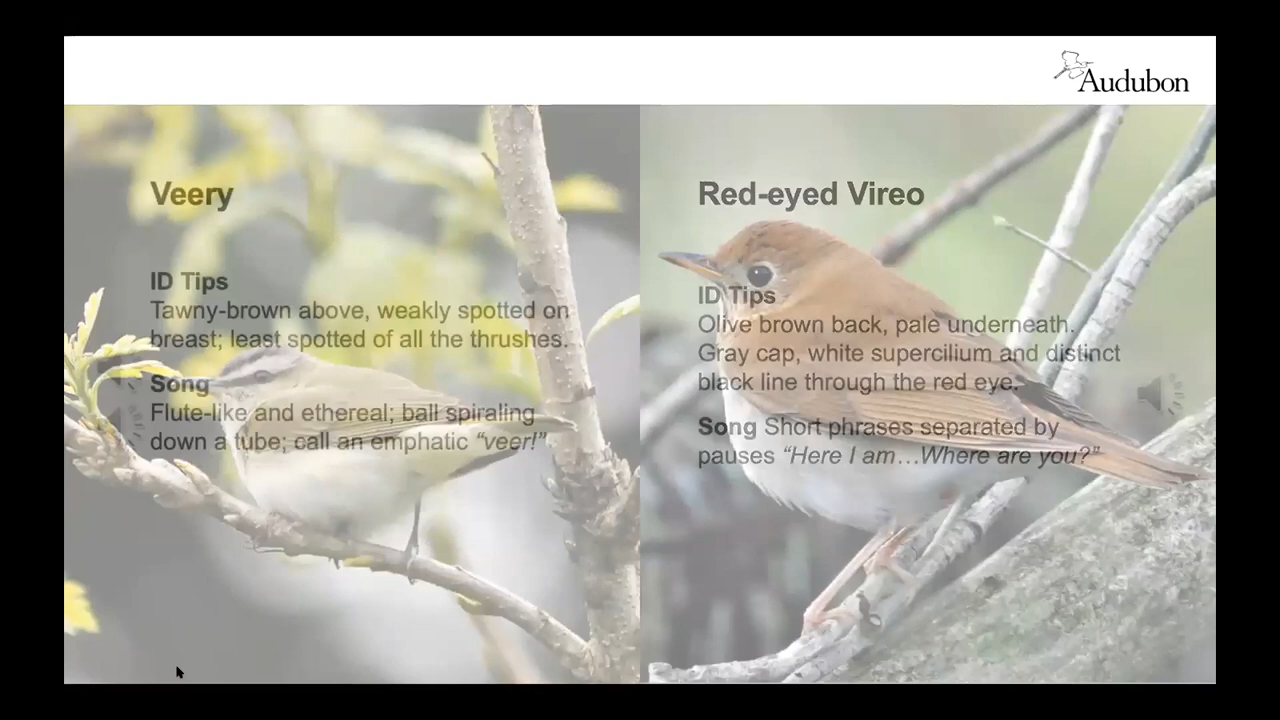 Audubon
Veery
ID Tips
Tawny-brown above, weakly spotted on
breast; least spotted of all the thrushes.
Song
Flute-like and ethereal; ball spiraling
down a tube; call an emphatic “veer!”
Red-eyed Vireo
ID Tips
Olive brown back, pale underneath.
Gray cap, white supercilium and distinct
black line through the red eye.
Song Short phrases separated by
pauses “Here I am…Where are you?”